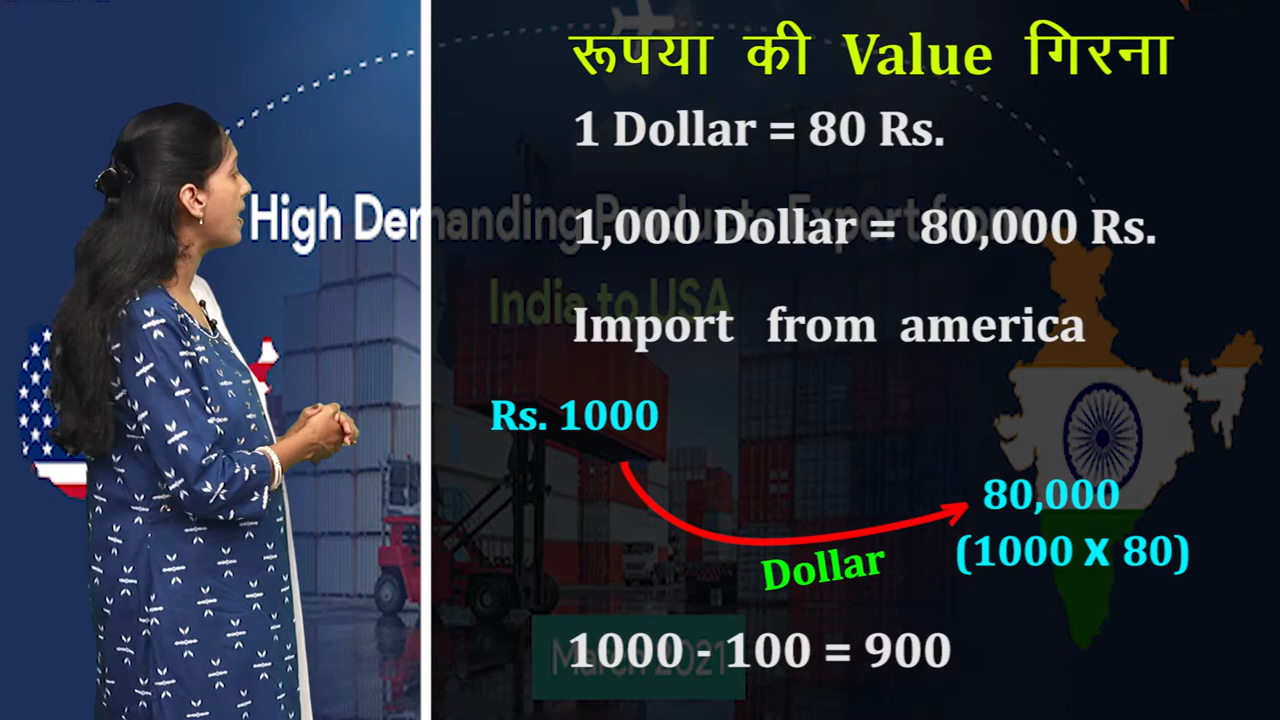 रूपया की Value गिरना
1 Dollar = 80 Rs.
High Demanding Products Export from
1,000 Dollar = 80,000 Rs.
India to USA
Import from america
Rs. 1000
80,000
Dollar
(1000 X 80)
March 2021
1000 - 100 = 900